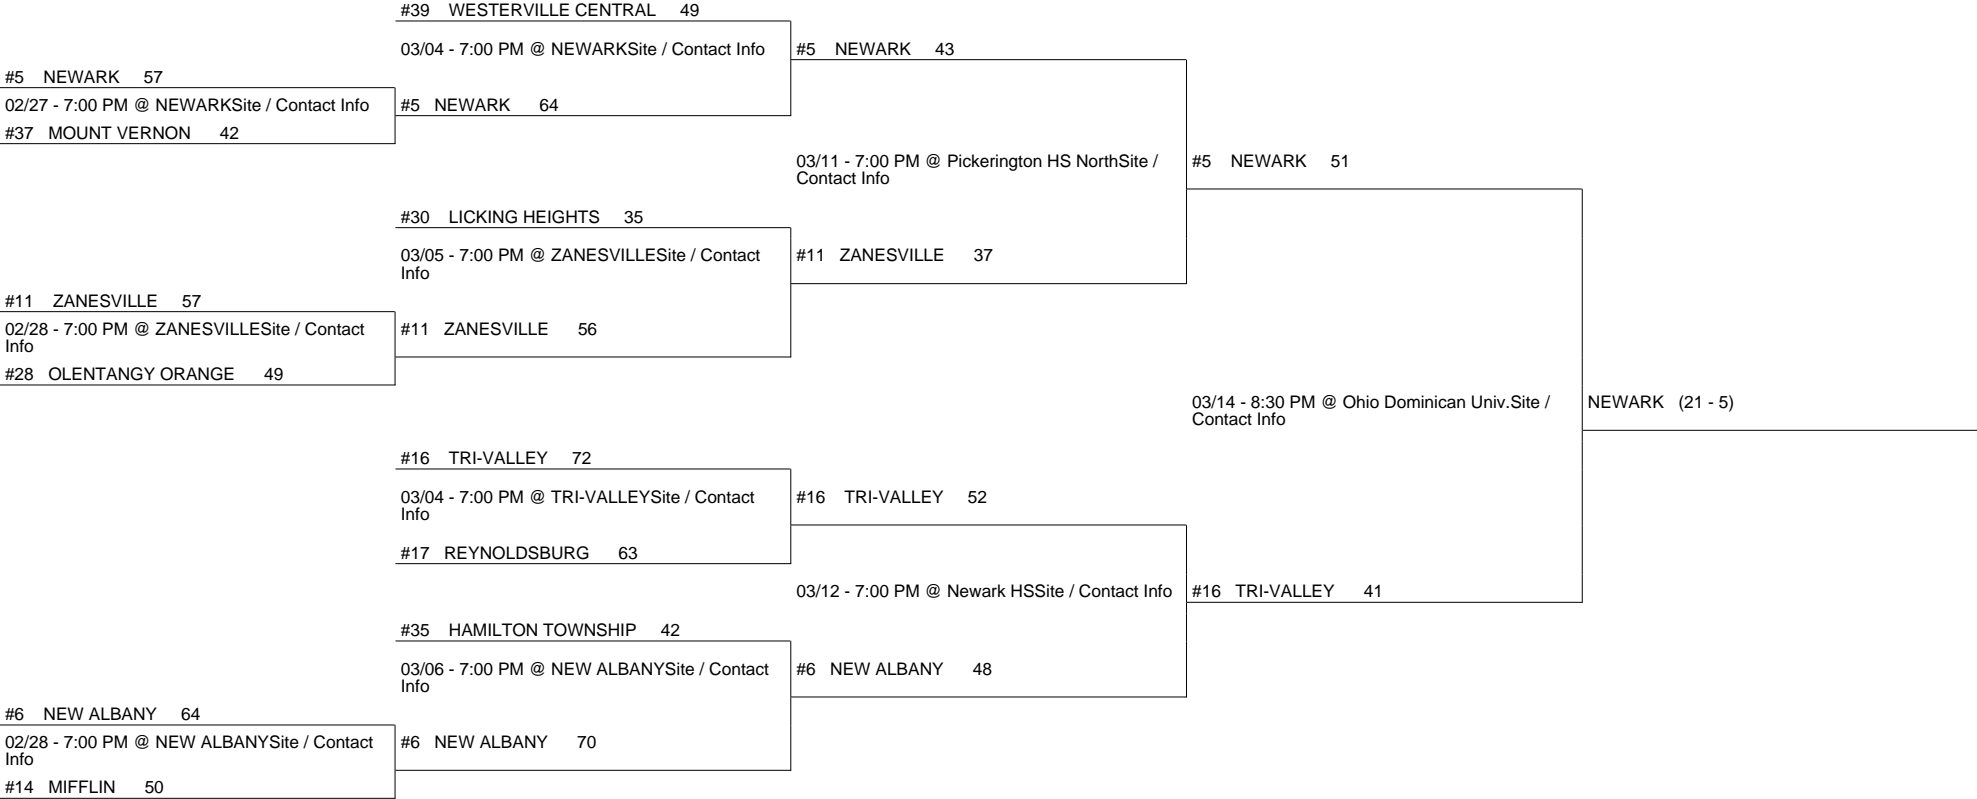 #39 WESTERVILLE CENTRAL 49
03/04 - 7:00 PM @ NEWARKSite / Contact Info
#5 NEWARK 43
#5 NEWARK 57
02/27 - 7:00 PM @ NEWARKSite / Contact Info
#5 NEWARK 64
#37 MOUNT VERNON 42
03/11 - 7:00 PM @ Pickerington HS NorthSite /
Contact Info
#5 NEWARK 51
#30 LICKING HEIGHTS 35
03/05 - 7:00 PM @ ZANESVILLESite / Contact
Info
#11 ZANESVILLE 37
#11 ZANESVILLE 57
02/28 - 7:00 PM @ ZANESVILLESite / Contact
Info
#11 ZANESVILLE 56
#28 OLENTANGY ORANGE 49
03/14 - 8:30 PM @ Ohio Dominican Univ.Site /
Contact Info
NEWARK (21 - 5)
#16 TRI-VALLEY 72
03/04 - 7:00 PM @ TRI-VALLEYSite / Contact
Info
#16 TRI-VALLEY 52
#17 REYNOLDSBURG 63
03/12 - 7:00 PM @ Newark HSSite / Contact Info
#16 TRI-VALLEY 41
#35 HAMILTON TOWNSHIP 42
03/06 - 7:00 PM @ NEW ALBANYSite / Contact
Info
#6 NEW ALBANY 48
#6 NEW ALBANY 64
02/28 - 7:00 PM @ NEW ALBANYSite / Contact
Info
#6 NEW ALBANY 70
#14 MIFFLIN 50